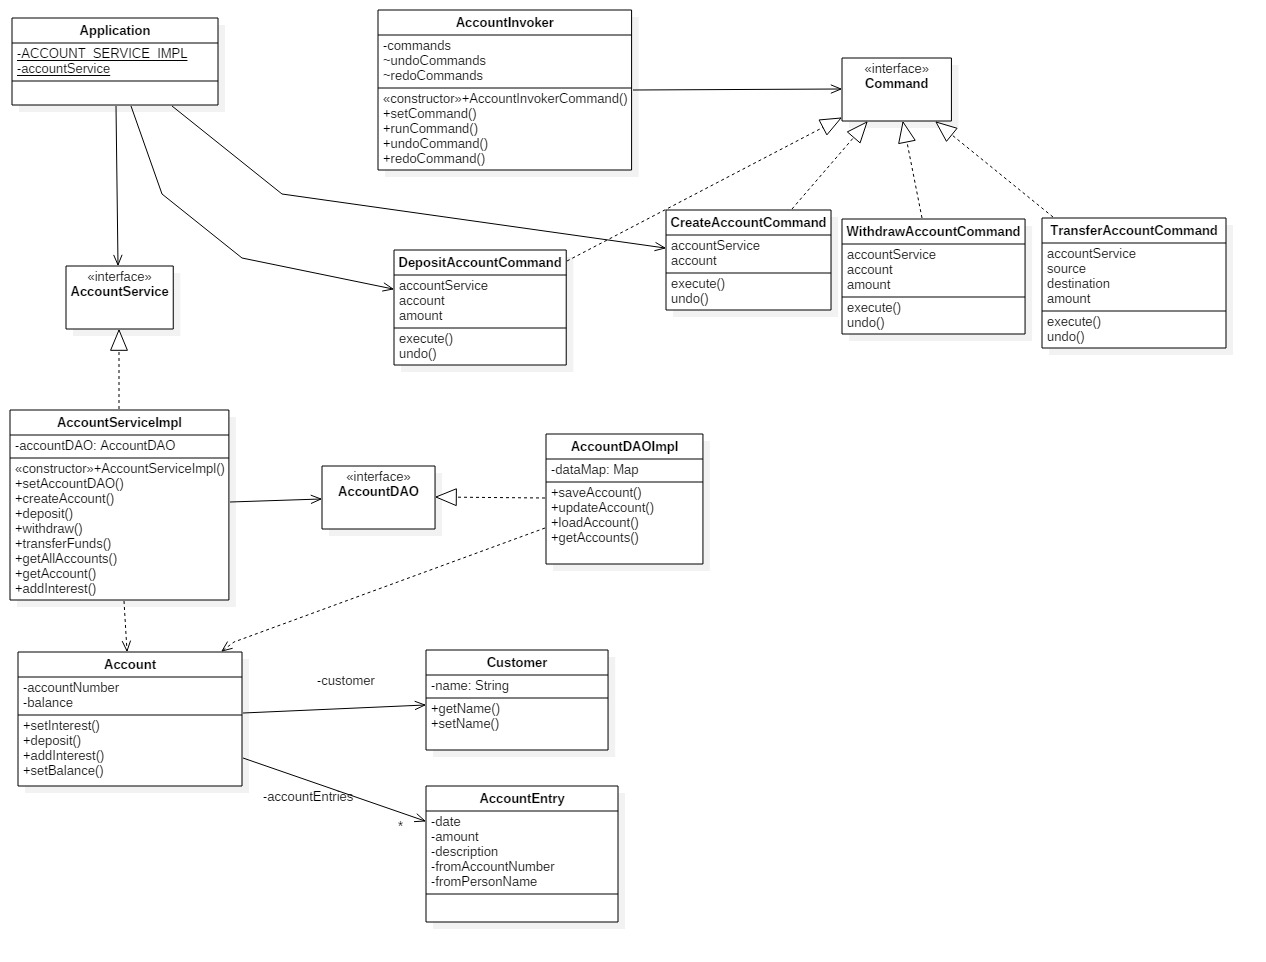 Application
-ACCOUNT_SERVICE_IMPL
-accountService
AccountInvoker
-commands
~undoCommands
~redoCommands
«constructor»+AccountInvokerCommand()
+setCommand()
+runCommand()
+undoCommand()
+redoCommand()
«interface»
Command
«interface»
AccountService
DepositAccountCommand
accountService
account
amount
execute()
undo()
CreateAccountCommand
accountService
account
execute()
undo()
WithdrawAccountCommand
accountService
account
amount
execute()
undo()
TransferAccountCommand
accountService
source
destination
amount
execute()
undo()
AccountServiceImpl
-accountDAO: AccountDAO
«constructor»+AccountServiceImpl()
+setAccountDAO()
+createAccount()
+deposit()
+withdraw()
+transferFunds()
+getAllAccounts()
+getAccount()
+addInterest()
«interface»
AccountDAO
AccountDAOImpl
-dataMap: Map
+saveAccount()
+updateAccount()
+loadAccount()
+getAccounts()
Account
-accountNumber
-balance
+setInterest()
+deposit()
+addInterest()
+setBalance()
-customer
Customer
-name: String
+getName()
+setName()
-accountEntries
*
AccountEntry
-date
-amount
-description
-fromAccountNumber
-fromPersonName